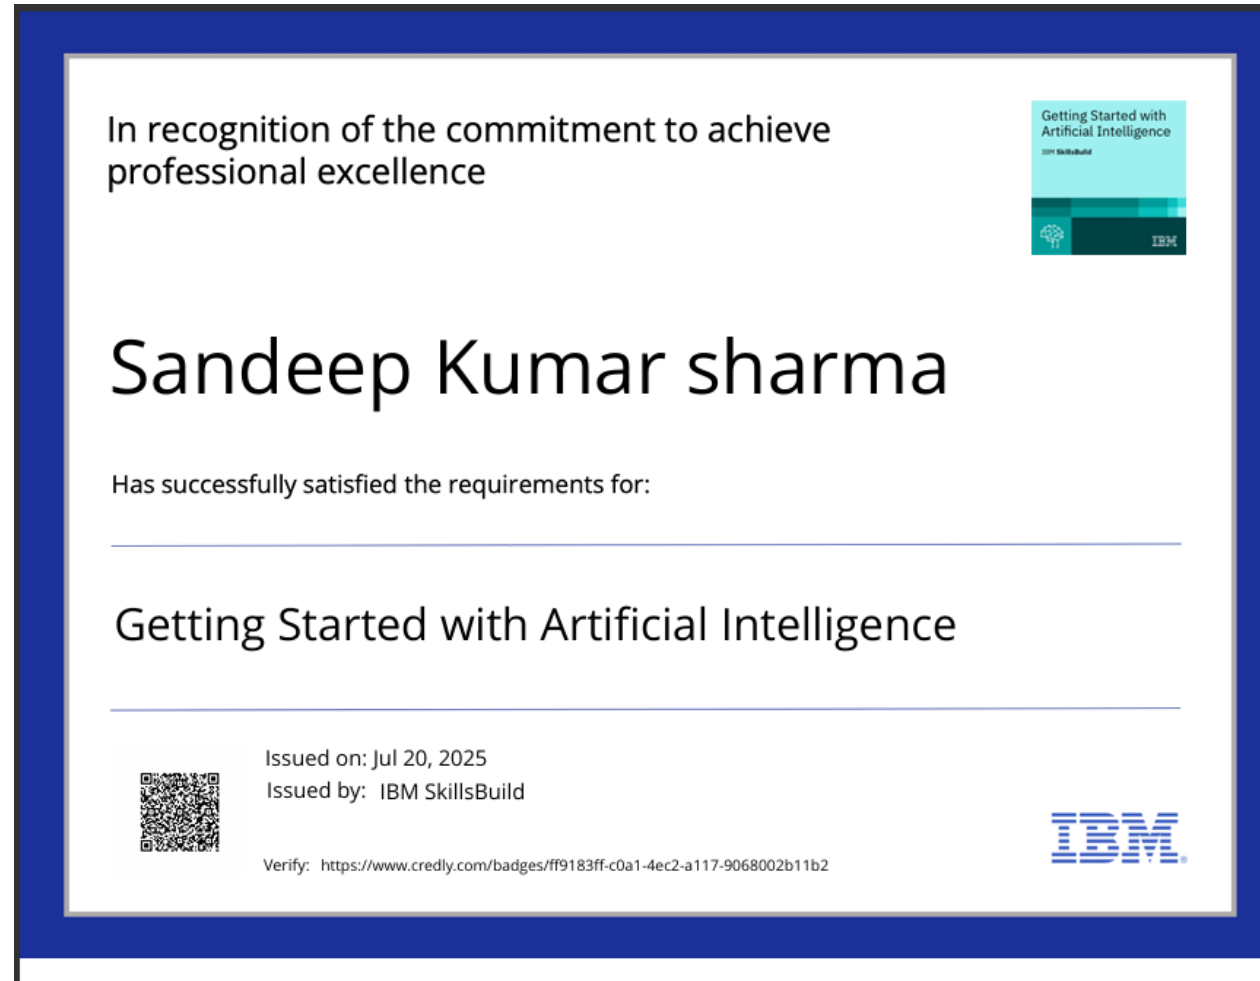 In recognition of the commitment to achieve
professional excellence
Getting Started with
Artificial Intelligence
IBM SkillsBuild
IBM
Sandeep Kumar sharma
Has successfully satisfied the requirements for:
Getting Started with Artificial Intelligence
Issued on: Jul 20, 2025
Issued by: IBM SkillsBuild
Verify: https://www.credly.com/badges/ff9183ff-c0a1-4ec2-a117-9068002b11b2
IBM®